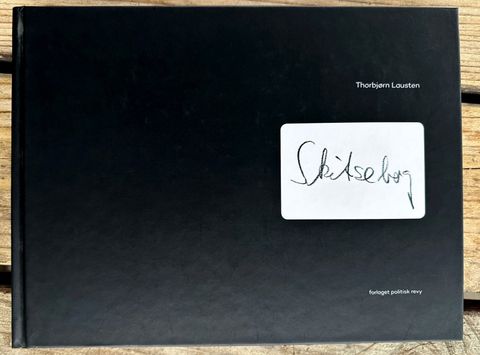 Thorbjørn Lausten
Skitsebog
forlaget politisk revy